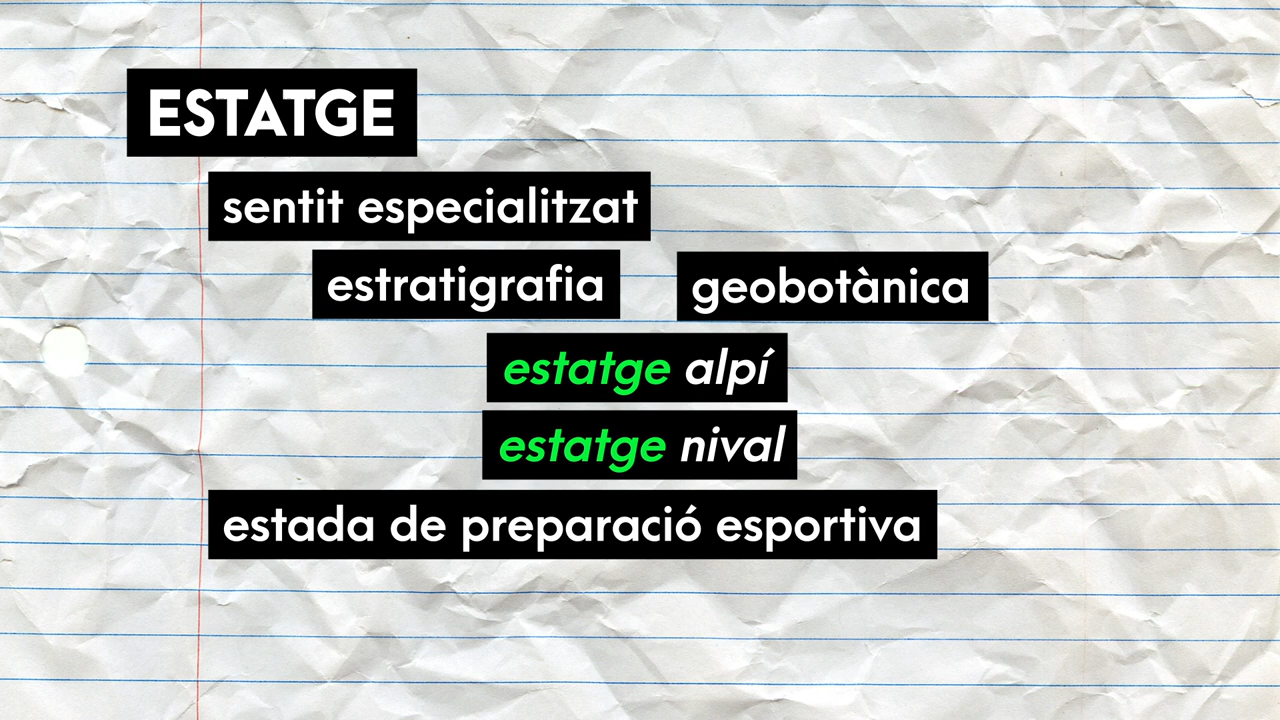 ESTATGE
sentit especialitzat
estratigrafia geobotànica
estatge alpí
estatge nival
estada de preparació esportiva